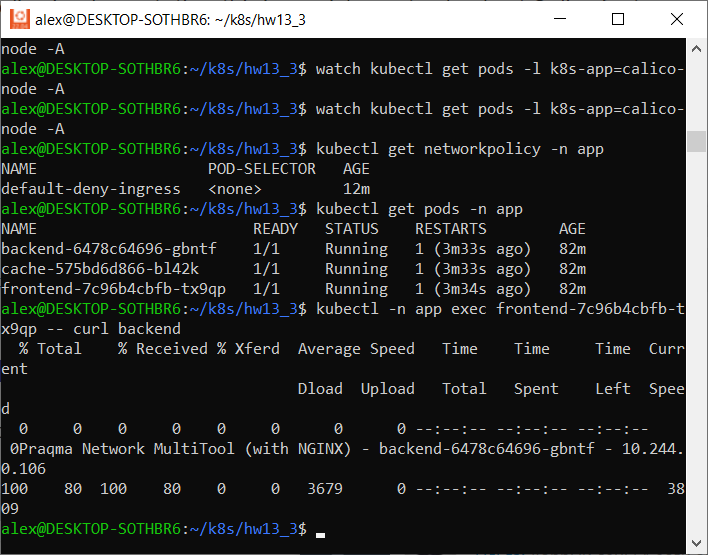 alex@DESKTOP-SOTHBR6: ~/k8s/hw13_3
node -A
alex@DESKTOP-SOTHBR6:~/k8s/hw13_3$ watch kubectl get pods -l k8s-app=calico-
node -A
alex@DESKTOP-SOTHBR6:~/k8s/hw13_3$ watch kubectl get pods -l k8s-app=calico-
node -A
alex@DESKTOP-SOTHBR6:~/k8s/hw13_3$ kubectl get networkpolicy -n app
NAME                   POD-SELECTOR   AGE
default-deny-ingress   <none>         12m
alex@DESKTOP-SOTHBR6:~/k8s/hw13_3$ kubectl get pods -n app
NAME                        READY   STATUS    RESTARTS        AGE
backend-6478c64696-gbntf    1/1     Running   1 (3m33s ago)   82m
cache-575bd6d866-bl42k      1/1     Running   1 (3m33s ago)   82m
frontend-7c96b4cbfb-tx9qp   1/1     Running   1 (3m34s ago)   82m
alex@DESKTOP-SOTHBR6:~/k8s/hw13_3$ kubectl -n app exec frontend-7c96b4cbfb-t
x9qp -- curl backend
  % Total    % Received % Xferd  Average Speed   Time    Time     Time  Curr
ent
                                 Dload  Upload   Total   Spent    Left  Spee
d
  0     0    0     0    0     0      0      0 --:--:-- --:--:-- --:--:--
 0Praqma Network MultiTool (with NGINX) - backend-6478c64696-gbntf - 10.244.
0.106
100    80  100    80    0     0   3679      0 --:--:-- --:--:-- --:--:--  38
09
alex@DESKTOP-SOTHBR6:~/k8s/hw13_3$